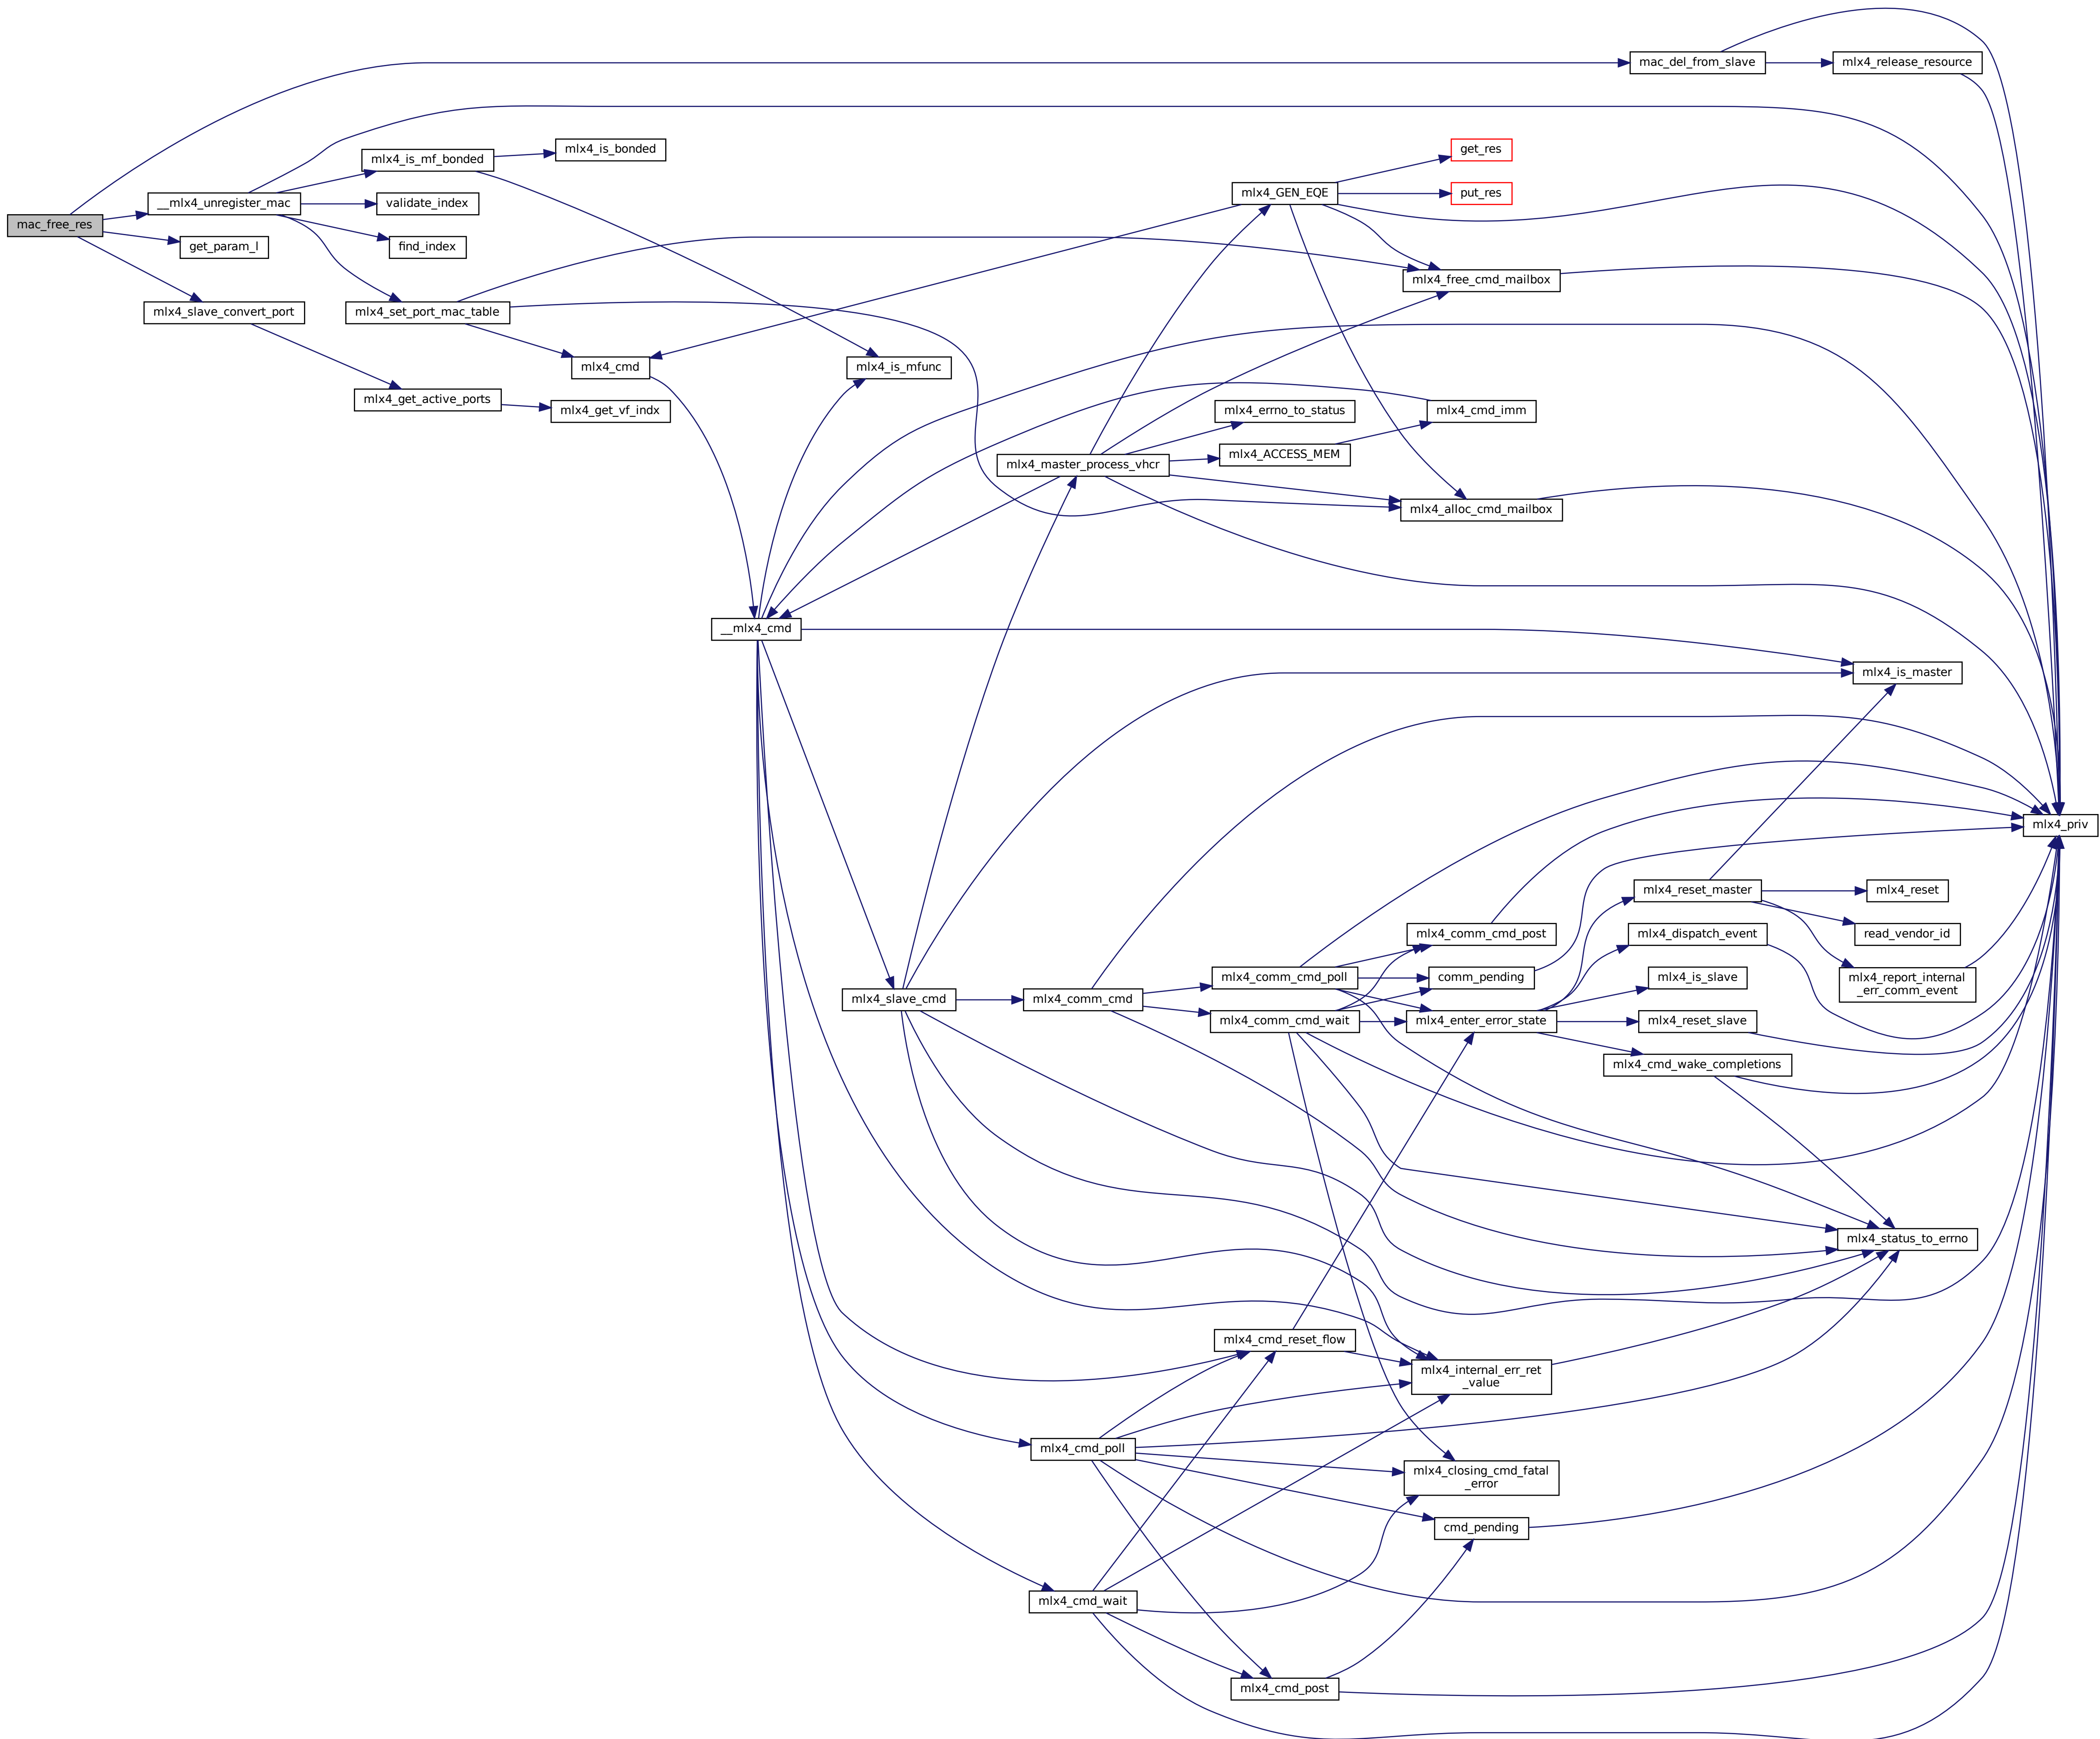 mac_del_from_slave
mlx4_release_resource
mlx4_is_bonded
get_res
mlx4_is_mf_bonded
mlx4_GEN_EQE
put_res
__mlx4_unregister_mac
validate_index
mac_free_res
get_param_l
find_index
mlx4_free_cmd_mailbox
mlx4_slave_convert_port
mlx4_set_port_mac_table
mlx4_cmd
mlx4_is_mfunc
mlx4_get_active_ports
mlx4_get_vf_indx
mlx4_errno_to_status
mlx4_cmd_imm
mlx4_ACCESS_MEM
mlx4_master_process_vhcr
mlx4_alloc_cmd_mailbox
__mlx4_cmd
mlx4_is_master
mlx4_priv
mlx4_reset_master
mlx4_reset
mlx4_comm_cmd_post
mlx4_dispatch_event
read_vendor_id
mlx4_comm_cmd_poll
comm_pending
mlx4_is_slave
mlx4_report_internal
_err_comm_event
mlx4_slave_cmd
mlx4_comm_cmd
mlx4_comm_cmd_wait
mlx4_enter_error_state
mlx4_reset_slave
mlx4_cmd_wake_completions
mlx4_status_to_errno
mlx4_cmd_reset_flow
mlx4_internal_err_ret
_value
mlx4_cmd_poll
mlx4_closing_cmd_fatal
_error
cmd_pending
mlx4_cmd_wait
mlx4_cmd_post